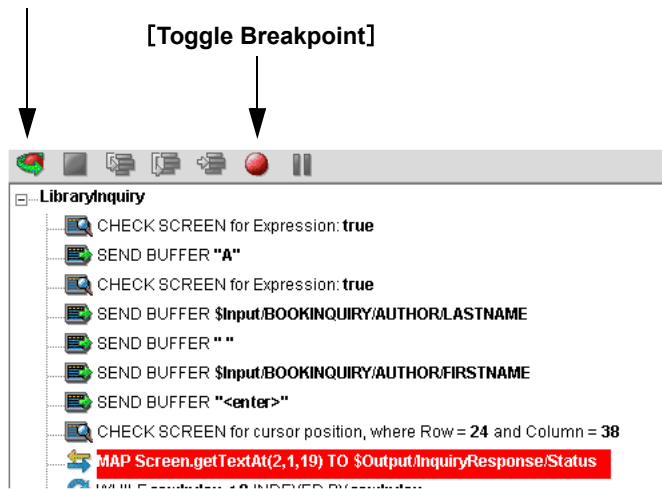 [Toggle Breakpoint]
LibraryInquiry
CHECK SCREEN for Expression: true
SEND BUFFER "A"
CHECK SCREEN for Expression: true
SEND BUFFER $Input/BOOKINQUIRY/AUTHOR/LASTNAME
SEND BUFFER " "
SEND BUFFER $Input/BOOKINQUIRY/AUTHOR/FIRSTNAME
SEND BUFFER "<enter>"
CHECK SCREEN for cursor position, where Row = 24 and Column = 38
MAP Screen.getTextAt(2,1,19) TO $Output/InquiryResponse/Status